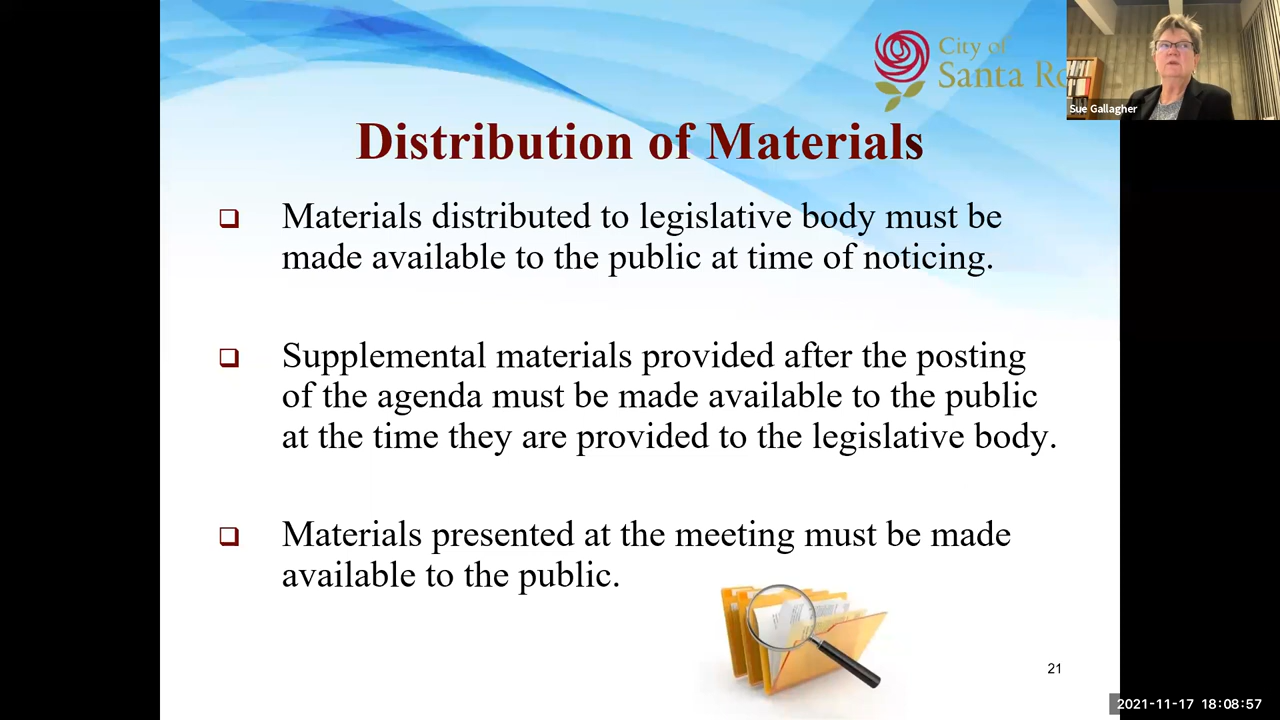 City of
Santa Ro
Sue Gallagher
Distribution of Materials
Materials distributed to legislative body must be
made available to the public at time of noticing.
Supplemental materials provided after the posting
of the agenda must be made available to the public
at the time they are provided to the legislative body.
Materials presented at the meeting must be made
available to the public.
21
2021-11-17 18:08:57